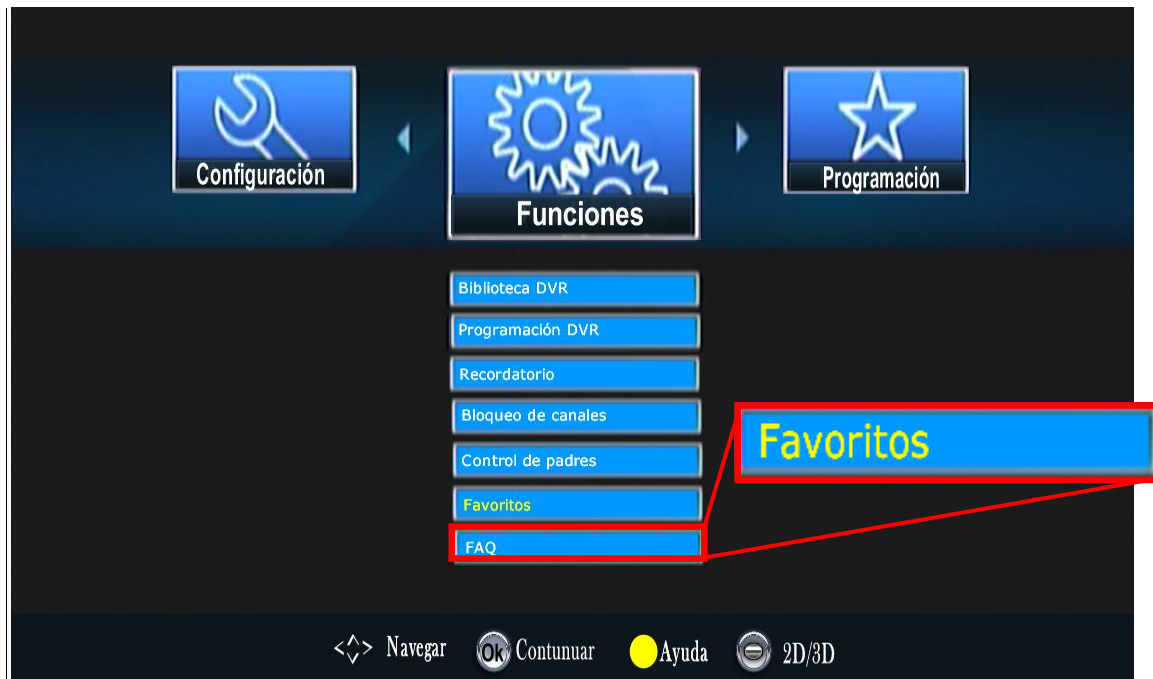 Configuración
Funciones
Programación
Biblioteca DVR
Programación DVR
Recordatorio
Bloqueo de canales
Control de padres
Favoritos
FAQ
Favoritos
<> Navegar Ok Contunuar Ayuda 2D/3D